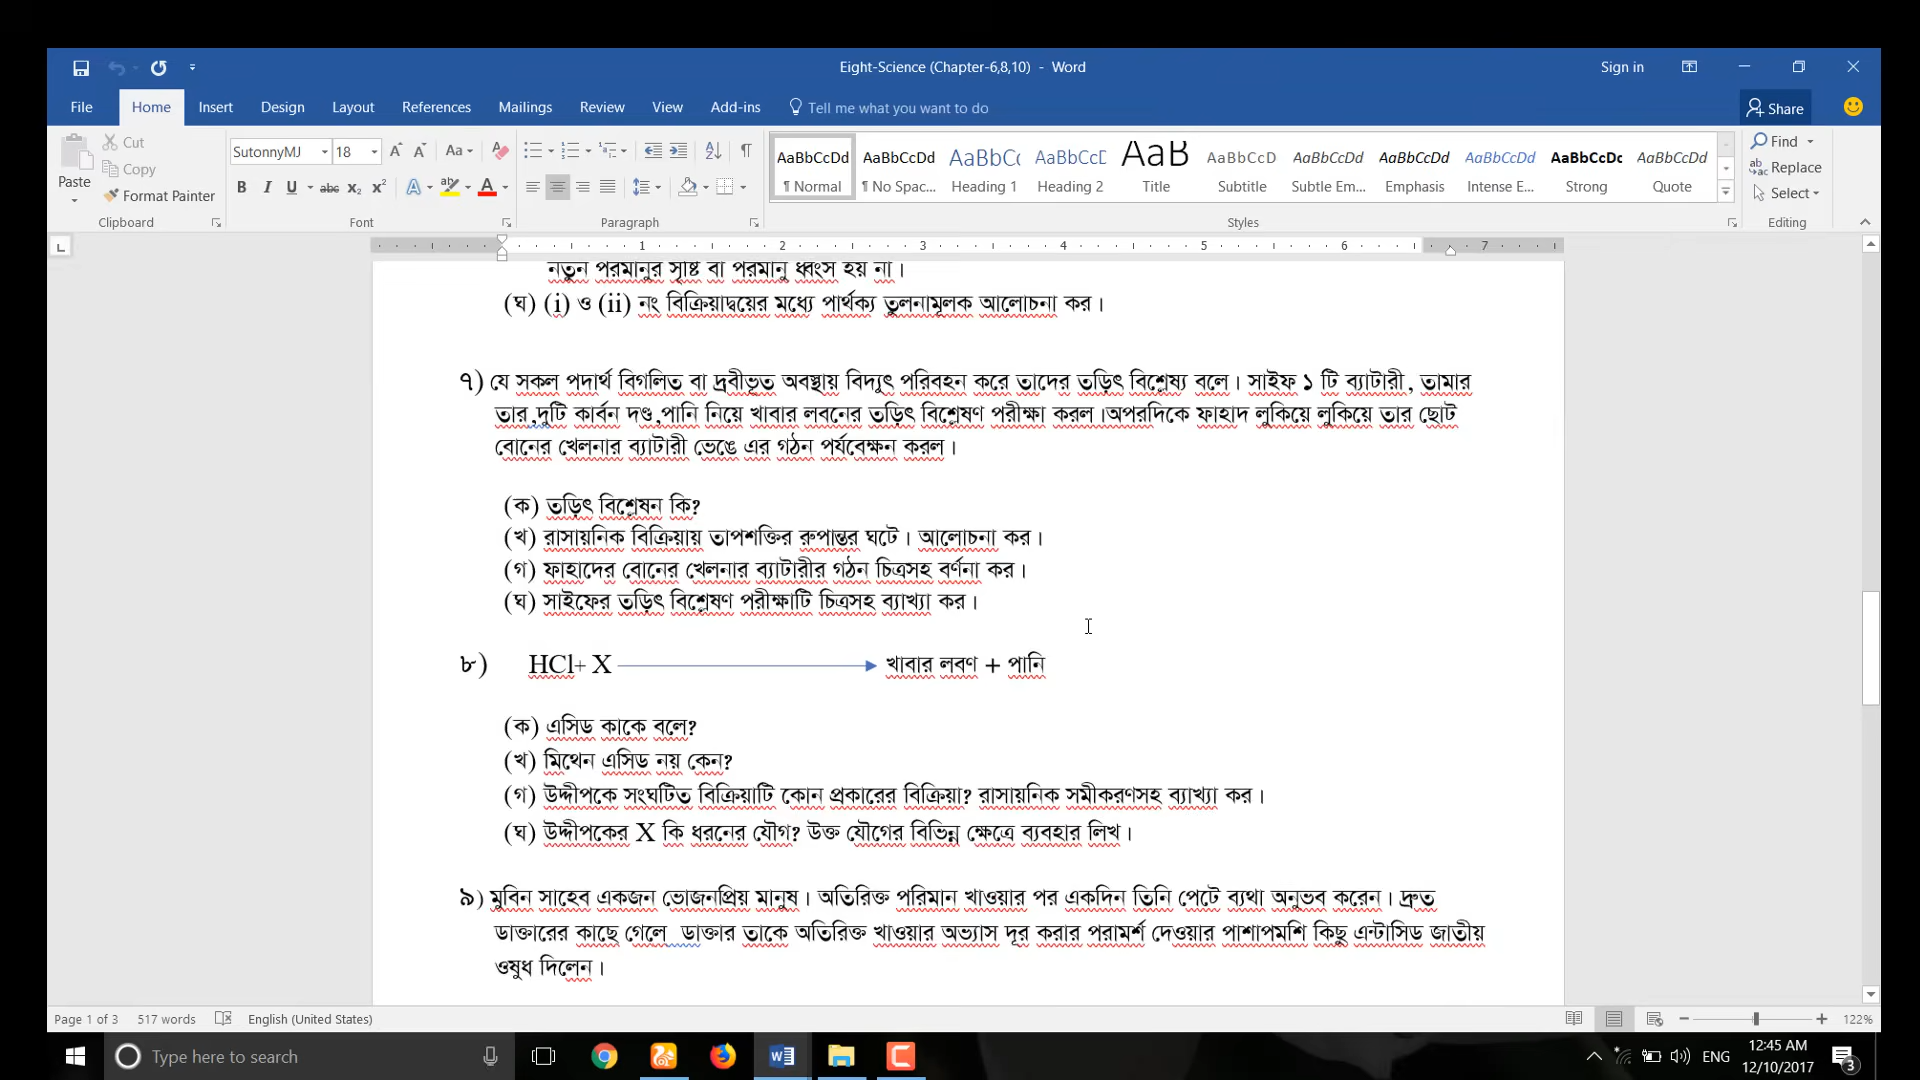 Eight-Science (Chapter-6,8,10) - Word
Sign in
File Home Insert Design Layout References Mailings Review View Add-ins Tell me what you want to do Share
Paste
Cut
Copy
Format Painter
Clipboard
SutonnyMJ 18
Font
Paragraph
AaBbCcDd AaBbCcDd AaBbCc AaBbCcC AaB AaBbCcD AaBbCcDd AaBbCcDd AaBbCcDd AaBbCcDc AaBbCcDd
¶ Normal ¶ No Spac... Heading 1 Heading 2 Title Subtitle Subtle Em... Emphasis Intense E... Strong Quote
Styles
Find
Replace
Select
Editing
1 2 3 4 5 6 7
নতুন পরমানুর সৃষ্টি বা পরমানু ধ্বংস হয় না।
(ঘ) (i) ও (ii) নং বিক্রিয়াদ্বয়ের মধ্যে পার্থক্য তুলনামূলক আলোচনা কর।
৭) যে সকল পদার্থ বিগলিত বা দ্রবীভূত অবস্থায় বিদ্যুৎ পরিবহন করে তাদের তড়িৎ বিশ্লেষ্য বলে। সাইফ ১ টি ব্যাটারী, তামার
তার,দুটি কার্বন দণ্ড,পানি নিয়ে খাবার লবনের তড়িৎ বিশ্লেষণ পরীক্ষা করল।অপরদিকে ফাহাদ লুকিয়ে লুকিয়ে তার ছোট
বোনের খেলনার ব্যাটারী ভেঙে এর গঠন পর্যবেক্ষন করল।
(ক) তড়িৎ বিশ্লেষন কি?
(খ) রাসায়নিক বিক্রিয়ায় তাপশক্তির রুপান্তর ঘটে। আলোচনা কর।
(গ) ফাহাদের বোনের খেলনার ব্যাটারীর গঠন চিত্রসহ বর্ণনা কর।
(ঘ) সাইফের তড়িৎ বিশ্লেষণ পরীক্ষাটি চিত্রসহ ব্যাখ্যা কর।
৮) HCl+ X → খাবার লবণ + পানি
(ক) এসিড কাকে বলে?
(খ) মিথেন এসিড নয় কেন?
(গ) উদ্দীপকে সংঘটিত বিক্রিয়াটি কোন প্রকারের বিক্রিয়া? রাসায়নিক সমীকরণসহ ব্যাখ্যা কর।
(ঘ) উদ্দীপকের X কি ধরনের যৌগ? উক্ত যৌগের বিভিন্ন ক্ষেত্রে ব্যবহার লিখ।
৯) মুবিন সাহেব একজন ভোজনপ্রিয় মানুষ। অতিরিক্ত পরিমান খাওয়ার পর একদিন তিনি পেটে ব্যথা অনুভব করেন। দ্রুত
ডাক্তারের কাছে গেলে ডাক্তার তাকে অতিরিক্ত খাওয়ার অভ্যাস দূর করার পরামর্শ দেওয়ার পাশাপমশি কিছু এন্টাসিড জাতীয়
ওষুধ দিলেন।
Page 1 of 3 517 words English (United States) 122%
Type here to search
ENG
12:45 AM
12/10/2017
3